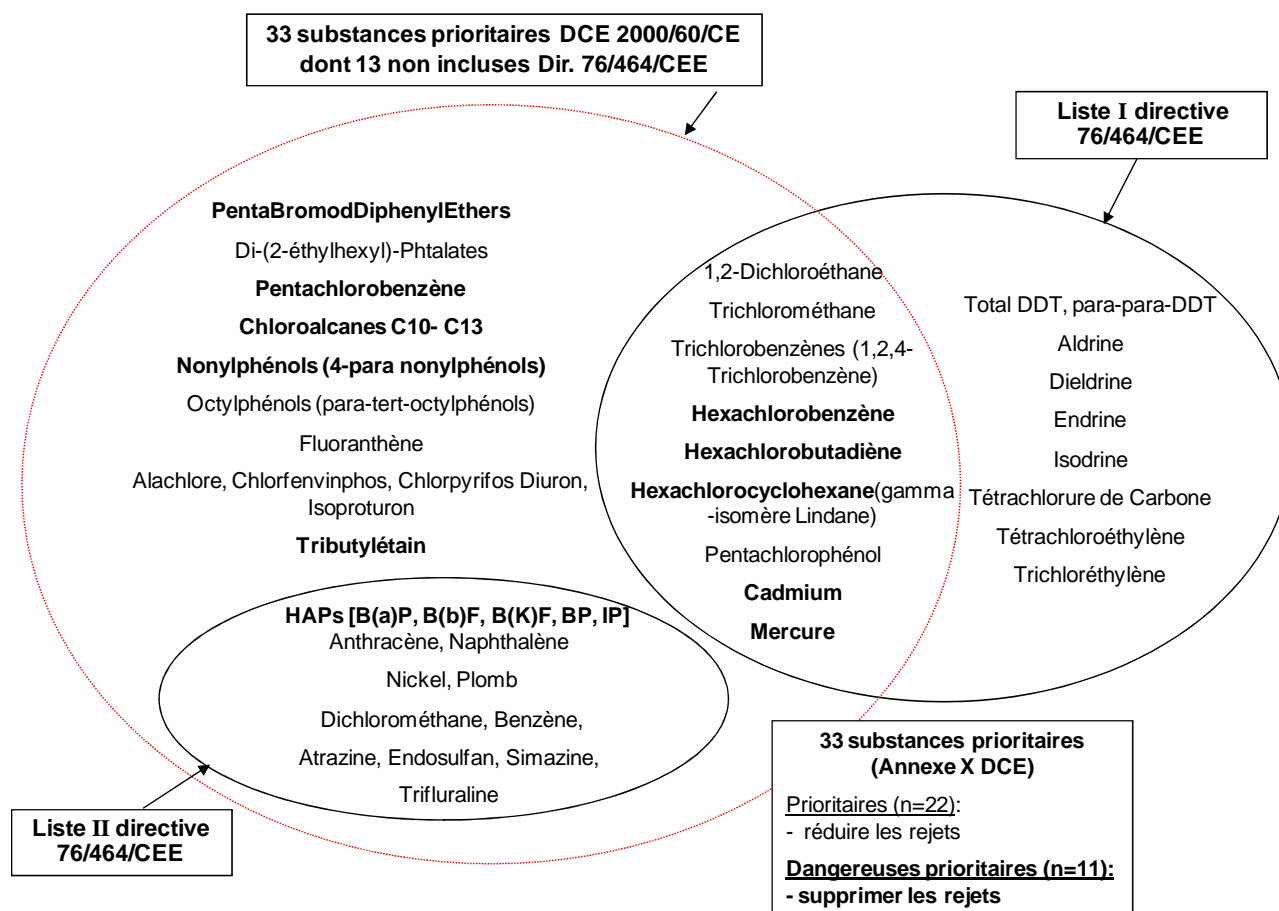 33 substances prioritaires DCE 2000/60/CE
dont 13 non incluses Dir. 76/464/CEE
Liste I directive
76/464/CEE
PentaBromodDiphenylEthers
Di-(2-éthylhexyl)-Phtalates
Pentachlorobenzène
Chloroalcanes C10- C13
Nonylphénols (4-para nonylphénols)
Octylphénols (para-tert-octylphénols)
Fluoranthène
Alachlore, Chlorfenvinphos, Chlorpyrifos Diuron,
Isoproturon
Tributylétain
1,2-Dichloroéthane
Trichlorométhane
Trichlorobenzènes (1,2,4-
Trichlorobenzène)
Hexachlorobenzène
Hexachlorobutadiène
Hexachlorocyclohexane(gamma
-isomère Lindane)
Pentachlorophénol
Cadmium
Mercure
Total DDT, para-para-DDT
Aldrine
Dieldrine
Endrine
Isodrine
Tétrachlorure de Carbone
Tétrachloroéthylène
Trichloréthylène
HAPs [B(a)P, B(b)F, B(K)F, BP, IP]
Anthracène, Naphthalène
Nickel, Plomb
Dichlorométhane, Benzène,
Atrazine, Endosulfan, Simazine,
Trifluraline
Liste II directive
76/464/CEE
33 substances prioritaires
(Annexe X DCE)
Prioritaires (n=22):
- réduire les rejets
Dangereuses prioritaires (n=11):
- supprimer les rejets